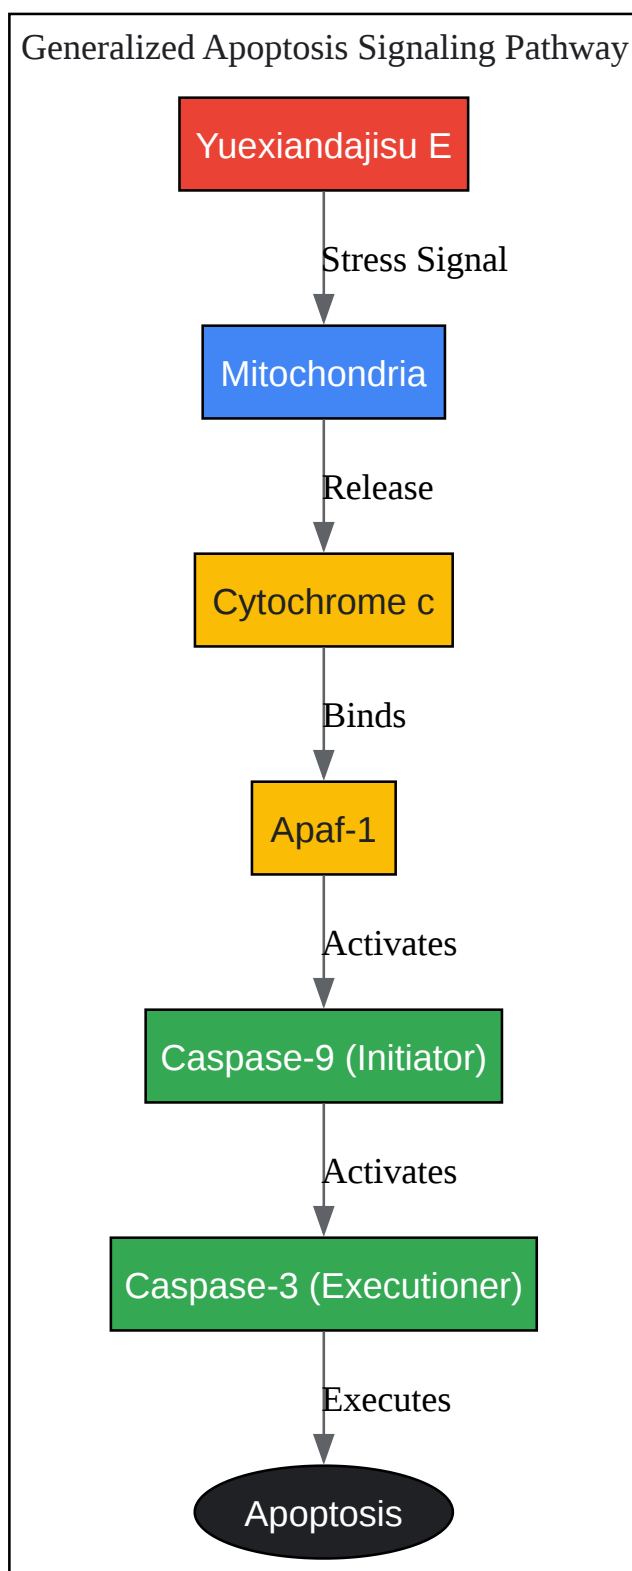 Generalized Apoptosis Signaling Pathway
Yuexiandajisu E
Stress Signal
Mitochondria
Release
Cytochrome c
Binds
Apaf-1
Activates
Caspase-9 (Initiator)
Activates
Caspase-3 (Executioner)
Executes
Apoptosis